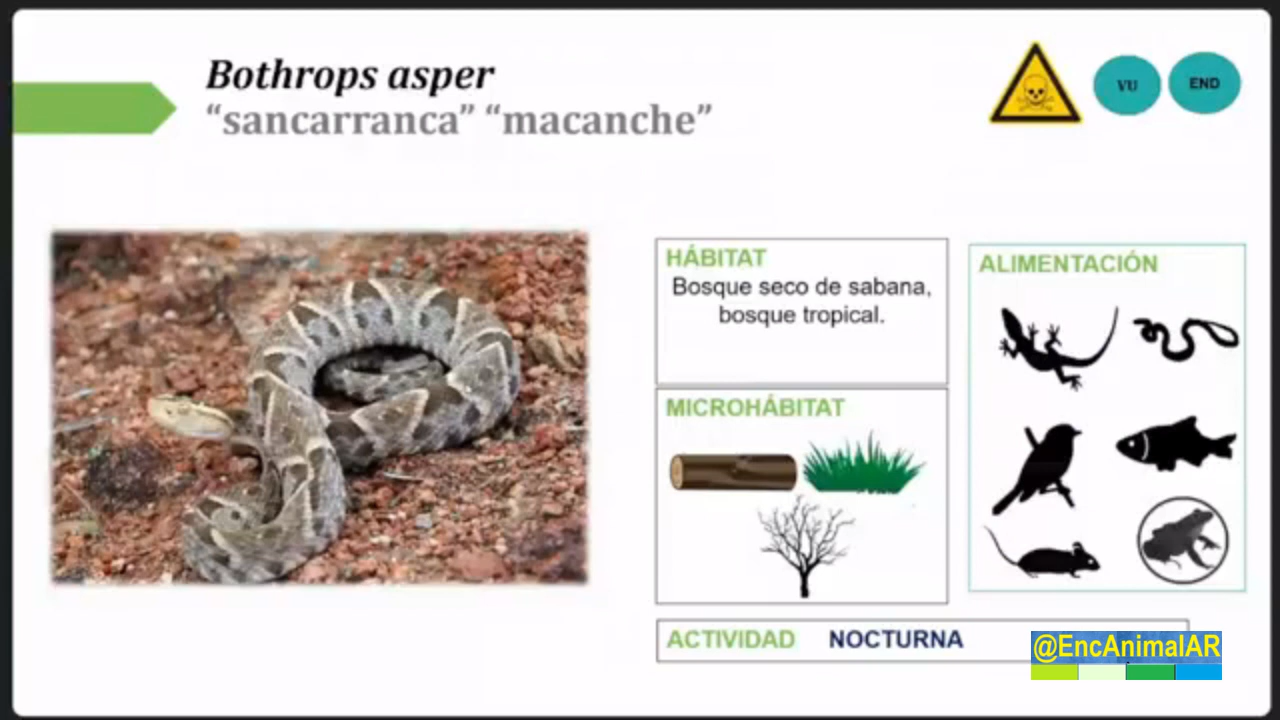 Bothrops asper
“sancarranca” “macanche”
VU
END
HÁBITAT
Bosque seco de sabana,
bosque tropical.
MICROHÁBITAT
ALIMENTACIÓN
ACTIVIDAD NOCTURNA
@EncAnimalAR